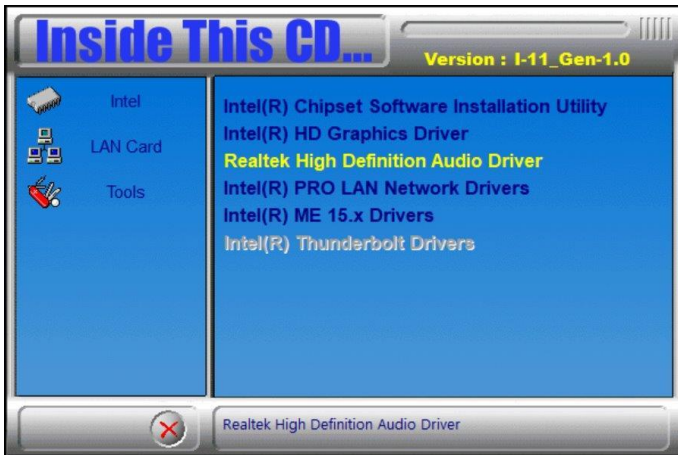 Inside This CD...
Version : I-11_Gen-1.0
Intel
LAN Card
Tools
Intel(R) Chipset Software Installation Utility
Intel(R) HD Graphics Driver
Realtek High Definition Audio Driver
Intel(R) PRO LAN Network Drivers
Intel(R) ME 15.x Drivers
Intel(R) Thunderbolt Drivers
Realtek High Definition Audio Driver